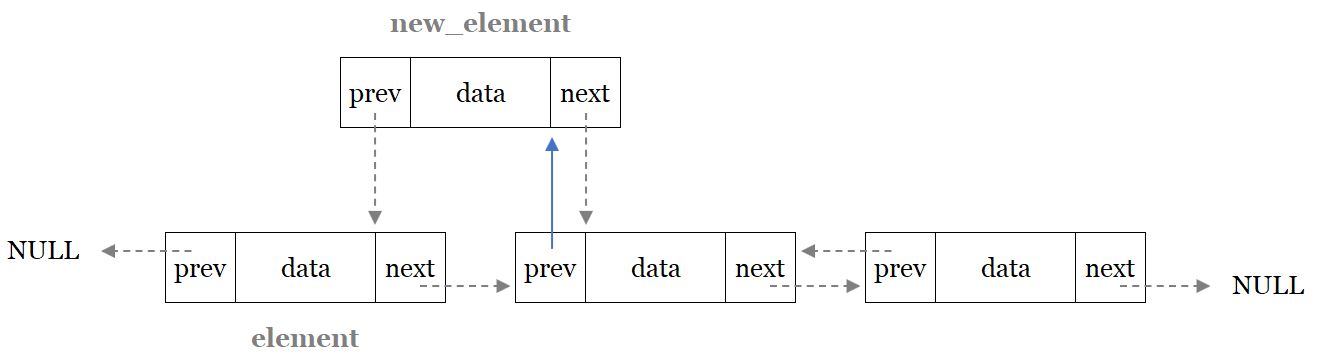 new_element
prev data next
NULL
prev data next
prev data next
prev data next
NULL
element